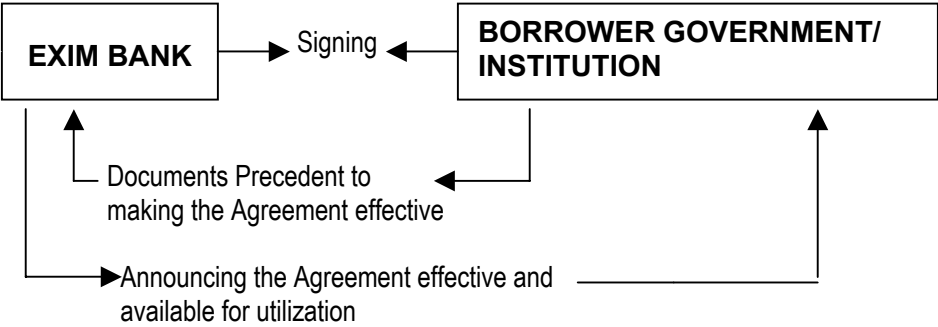 EXIM BANK
Signing
BORROWER GOVERNMENT/
INSTITUTION
Documents Precedent to
making the Agreement effective
Announcing the Agreement effective and
available for utilization